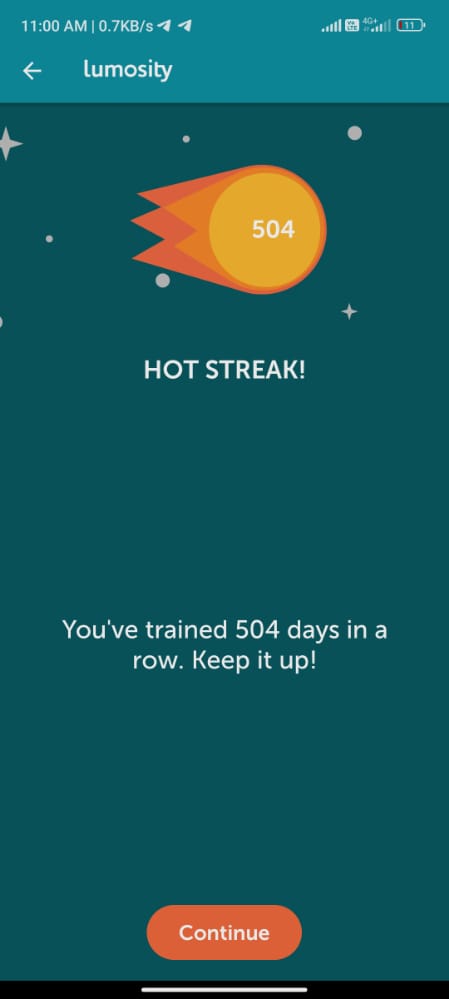 11:00 AM | 0.7KB/s
4G+
11
lumosity
504
HOT STREAK!
You've trained 504 days in a
row. Keep it up!
Continue